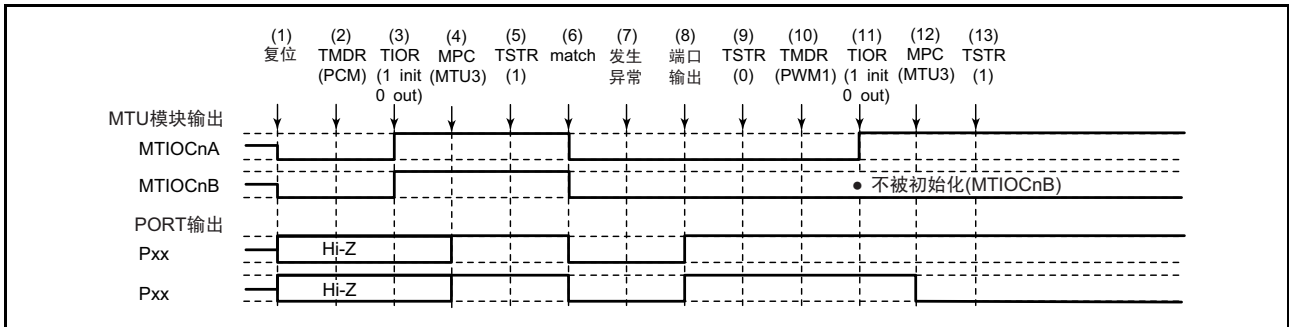 (1) (2) (3) (4) (5) (6) (7) (8) (9) (10) (11) (12) (13)
复位 TMDR TIOR MPC TSTR match 发生 端口 TSTR TMDR TIOR MPC TSTR
(PCM) (1 init (MTU3) (1) 异常 输出 (0) (PWM1) (1 init (MTU3) (1)
0 out) 0 out)
MTU模块输出
MTIOCnA
MTIOCnB
● 不被初始化(MTIOCnB)
PORT输出
Pxx Hi-Z
Pxx Hi-Z